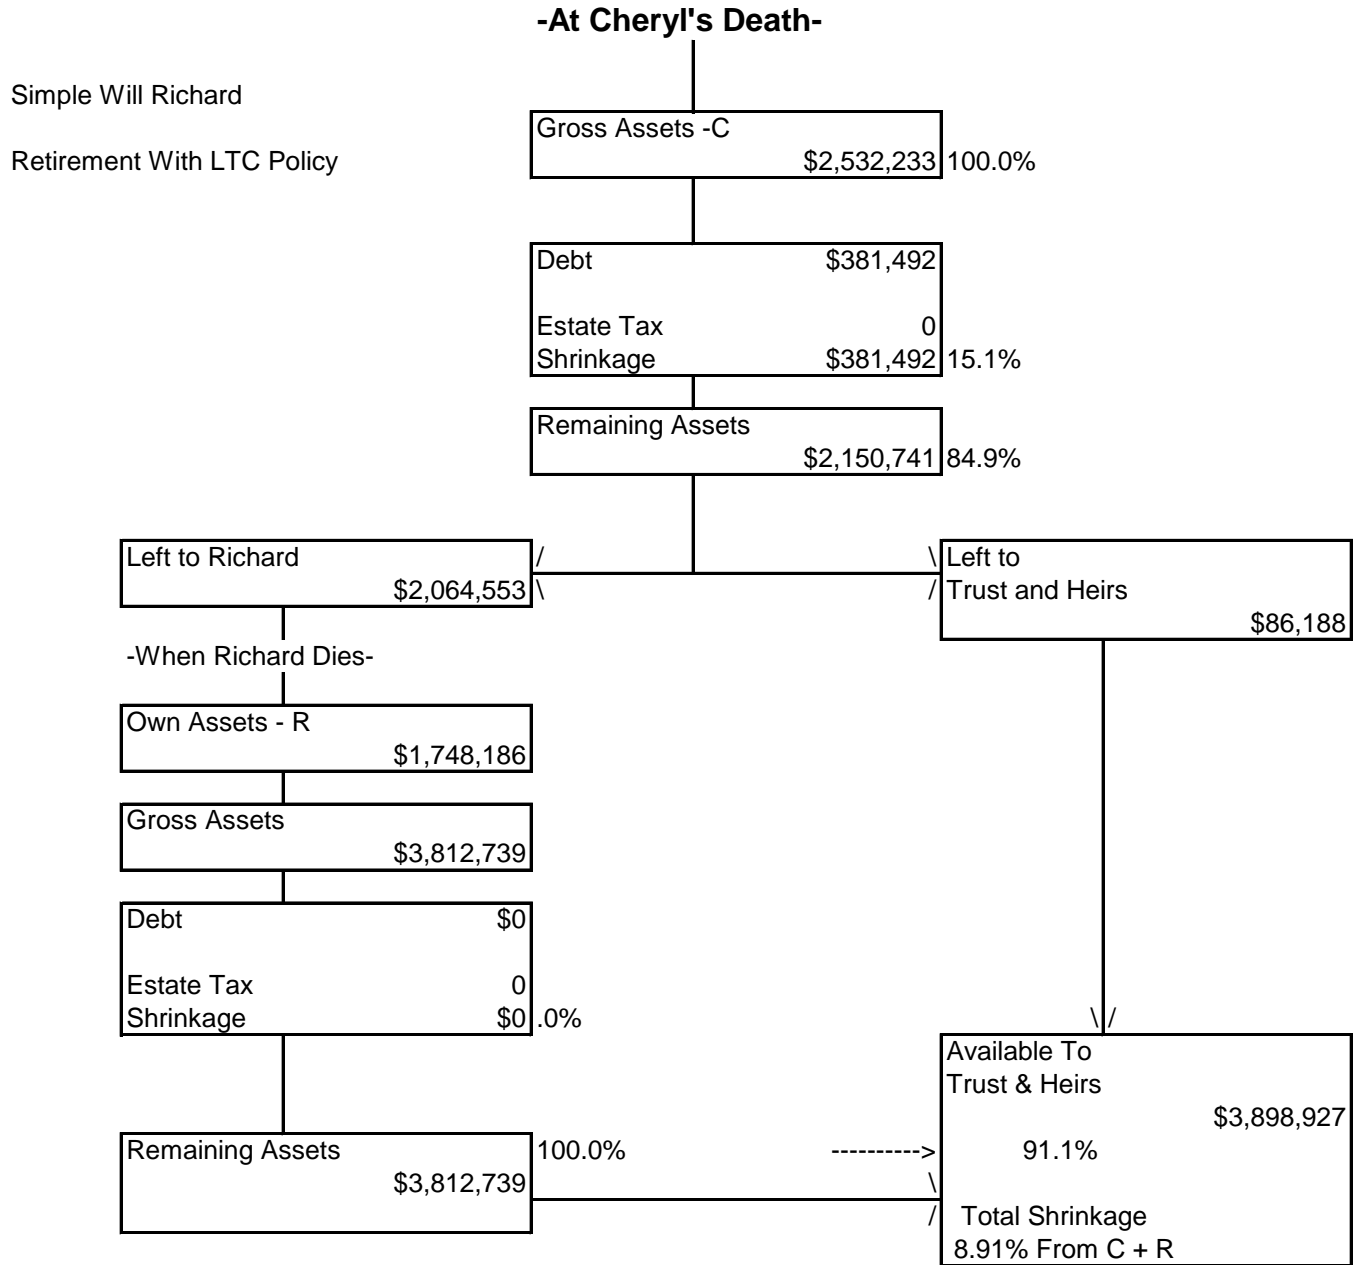 -At Cheryl's Death-
Simple Will Richard
Gross Assets -C
Retirement With LTC Policy
$2,532,233 100.0%
Debt $381,492
Estate Tax 0
Shrinkage $381,492 15.1%
Remaining Assets
$2,150,741 84.9%
Left to Richard / \ Left to
$2,064,553 \ / Trust and Heirs
$86,188
-When Richard Dies-
Own Assets - R
$1,748,186
Gross Assets
$3,812,739
Debt $0
Estate Tax 0
Shrinkage $0 .0% \ /
Available To
Trust & Heirs
$3,898,927
Remaining Assets 100.0% ----------> 91.1%
$3,812,739 \
/ Total Shrinkage
8.91% From C + R